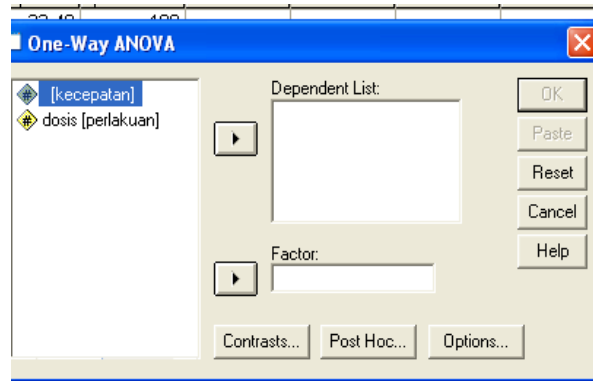 One-Way ANOVA
[kecepatan]
dosis [perlakuan]
Dependent List:
Factor:
OK
Paste
Reset
Cancel
Help
Contrasts...
Post Hoc...
Options...